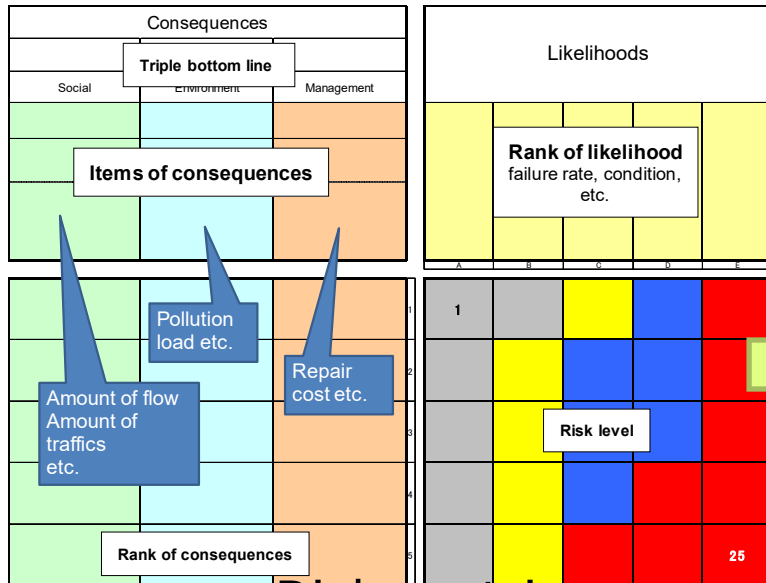 Consequences
Triple bottom line
Social
Environment
Management
Items of consequences
Likelihoods
Rank of likelihood
failure rate, condition,
etc.
A
B
C
D
E
Pollution
load etc.
Repair
cost etc.
Amount of flow
Amount of
traffics
etc.
1
2
3
4
5
Rank of consequences
1
Risk level
25